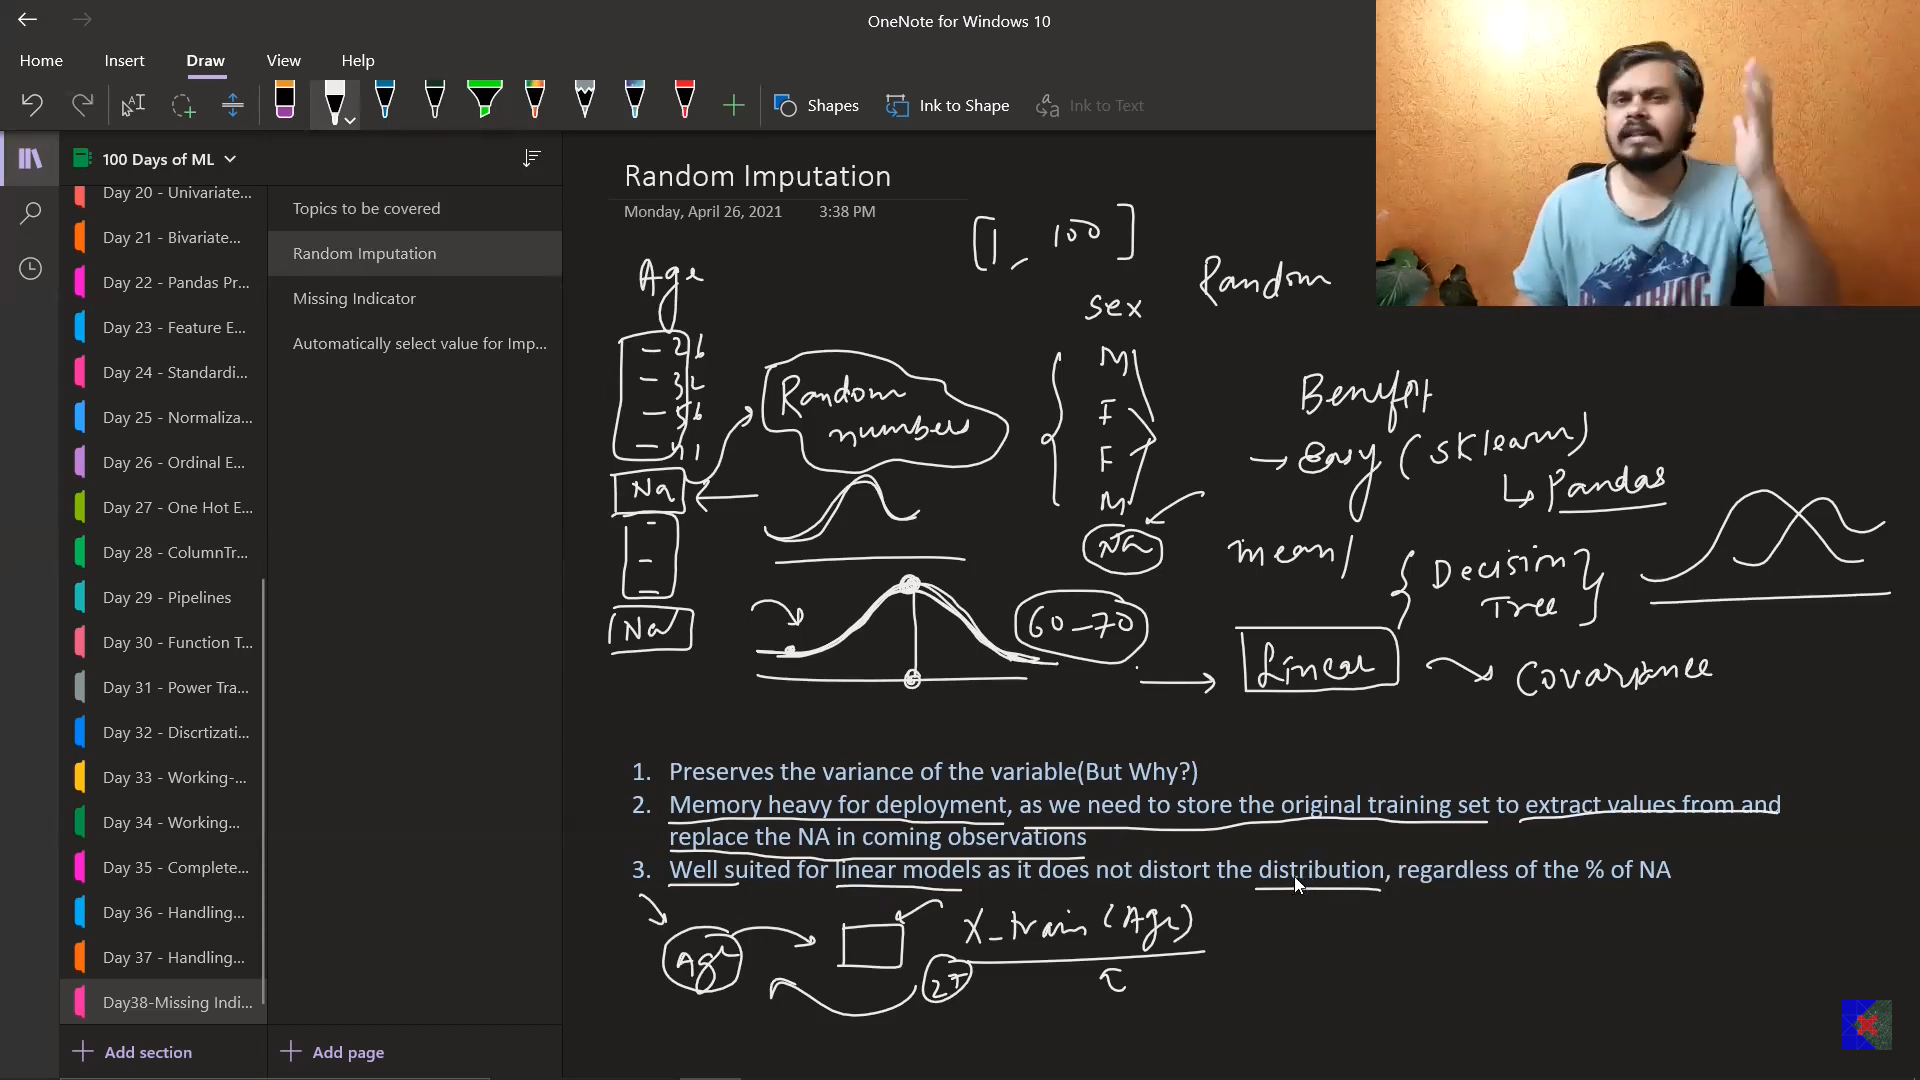 OneNote for Windows 10
Home Insert Draw View Help
Shapes Ink to Shape Ink to Text
100 Days of ML
Day 20 - Univariate...
Day 21 - Bivariate...
Day 22 - Pandas Pr...
Day 23 - Feature E...
Day 24 - Standardi...
Day 25 - Normaliza...
Day 26 - Ordinal E...
Day 27 - One Hot E...
Day 28 - ColumnTr...
Day 29 - Pipelines
Day 30 - Function T...
Day 31 - Power Tra...
Day 32 - Discrtizati...
Day 33 - Working-...
Day 34 - Working...
Day 35 - Complete...
Day 36 - Handling...
Day 37 - Handling...
Day38-Missing Indi...
Add section
Topics to be covered
Random Imputation
Missing Indicator
Automatically select value for Imp...
Add page
Random Imputation
Monday, April 26, 2021 3:38 PM
[1, 100]
Age
Random
Sex
26
32
56
41
Na
Na
Random
numbers
M
F
F
M
Na
60-70
Benefit
→ easy (sklearn)
↳ Pandas
mean/
{Decision
Tree}
Linear
Covariance
1. Preserves the variance of the variable(But Why?)
2. Memory heavy for deployment, as we need to store the original training set to extract values from and
replace the NA in coming observations
3. Well suited for linear models as it does not distort the distribution, regardless of the % of NA
Age
X_train (Age)
27